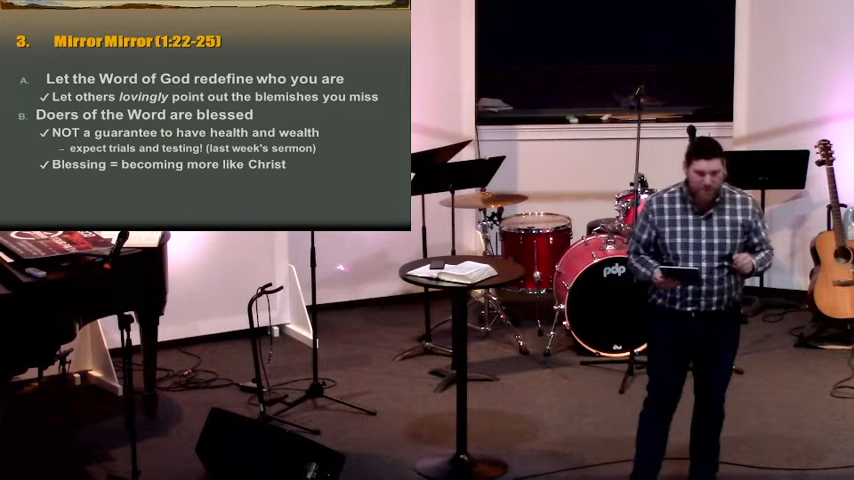 3. Mirror Mirror (1:22-25)
A. Let the Word of God redefine who you are
✓ Let others lovingly point out the blemishes you miss
B. Doers of the Word are blessed
✓ NOT a guarantee to have health and wealth
– expect trials and testing! (last week's sermon)
✓ Blessing = becoming more like Christ
pdp